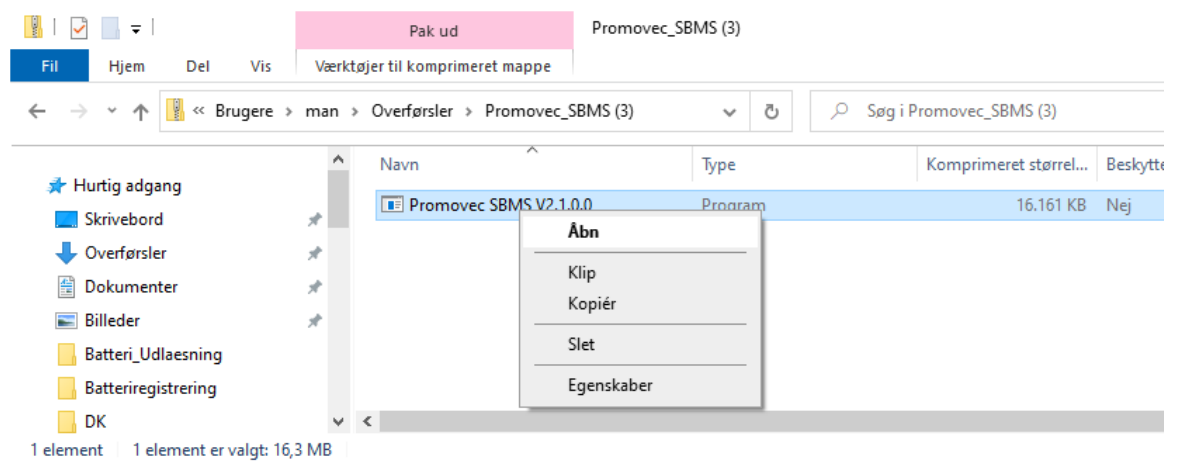 Pak ud
Promovec_SBMS (3)
Fil Hjem Del Vis Værktøjer til komprimeret mappe
« Brugere > man > Overførsler > Promovec_SBMS (3)
Søg i Promovec_SBMS (3)
Navn Type Komprimeret størrel... Beskytte
Hurtig adgang
Skrivebord
Overførsler
Dokumenter
Billeder
Batteri_Udlaesning
Batteriregistrering
DK
Promovec SBMS V2.1.0.0 Program 16.161 KB Nej
Åbn
Klip
Kopiér
Slet
Egenskaber
1 element 1 element er valgt: 16,3 MB